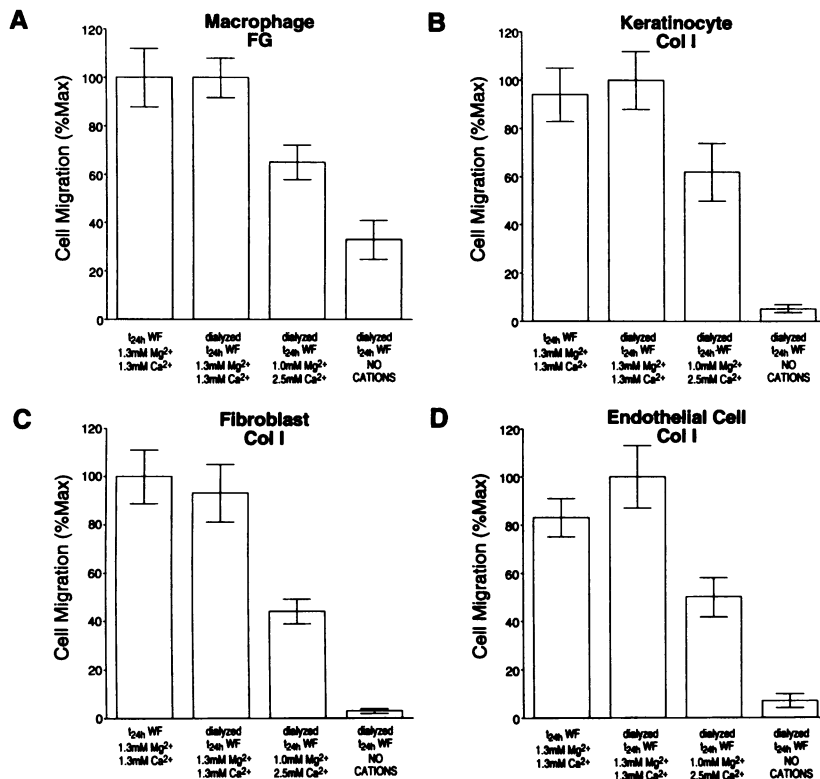 A
Macrophage
FG
Cell Migration (%Max)
120
100
80
60
40
20
0
t24h WF
1.3mM Mg2+
1.3mM Ca2+
dialyzed
t24h WF
1.3mM Mg2+
1.3mM Ca2+
dialyzed
t24h WF
1.0mM Mg2+
2.5mM Ca2+
dialyzed
t24h WF
NO
CATIONS
B
Keratinocyte
Col I
Cell Migration (%Max)
120
100
80
60
40
20
0
t24h WF
1.3mM Mg2+
1.3mM Ca2+
dialyzed
t24h WF
1.3mM Mg2+
1.3mM Ca2+
dialyzed
t24h WF
1.0mM Mg2+
2.5mM Ca2+
dialyzed
t24h WF
NO
CATIONS
C
Fibroblast
Col I
Cell Migration (%Max)
120
100
80
60
40
20
0
t24h WF
1.3mM Mg2+
1.3mM Ca2+
dialyzed
t24h WF
1.3mM Mg2+
1.3mM Ca2+
dialyzed
t24h WF
1.0mM Mg2+
2.5mM Ca2+
dialyzed
t24h WF
NO
CATIONS
D
Endothelial Cell
Col I
Cell Migration (%Max)
120
100
80
60
40
20
0
t24h WF
1.3mM Mg2+
1.3mM Ca2+
dialyzed
t24h WF
1.3mM Mg2+
1.3mM Ca2+
dialyzed
t24h WF
1.0mM Mg2+
2.5mM Ca2+
dialyzed
t24h WF
NO
CATIONS